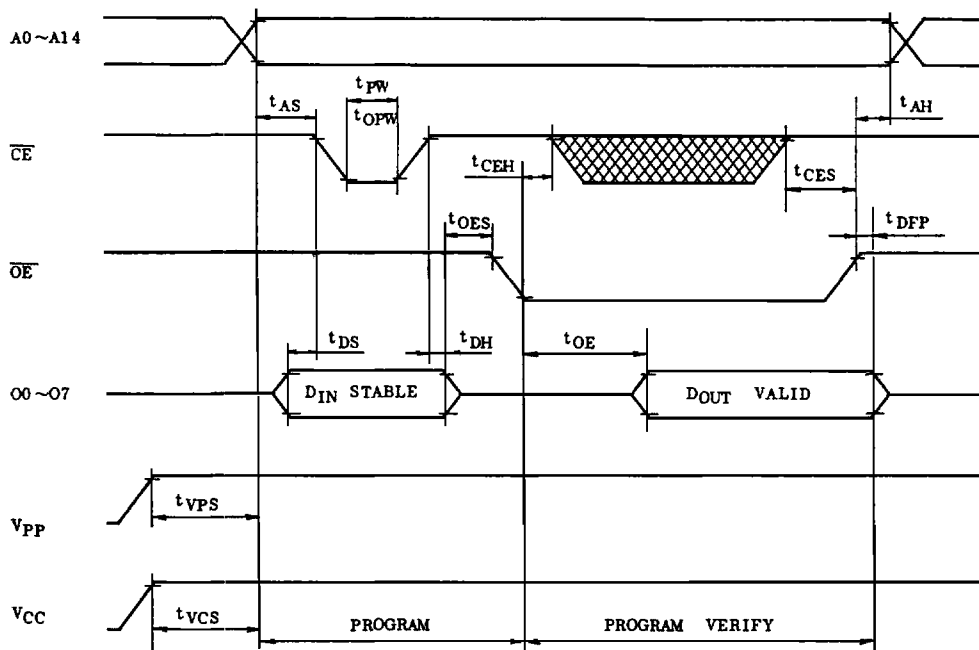 A0~A14
tPW
tAS
tOPW
tAH
CE
tCEH
tCES
tOES
tDFP
OE
tDS
tDH
tOE
O0~O7
DIN STABLE
DOUT VALID
tVPS
VPP
tVCS
VCC
PROGRAM
PROGRAM VERIFY